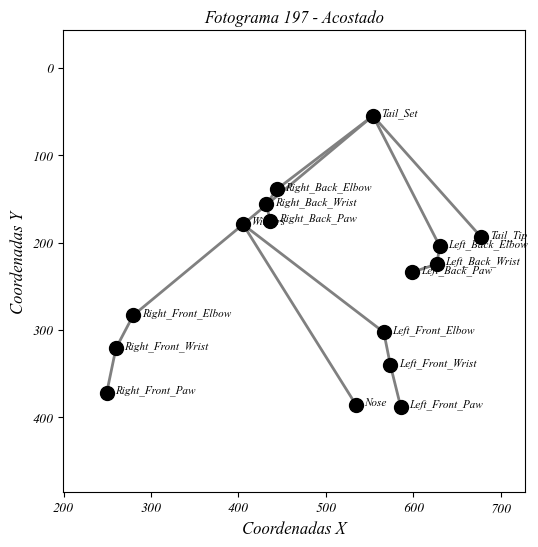 Fotograma 197 - Acostado
Tail_Set
Right_Back_Elbow
Right_Back_Wrist
Right_Back_Paw
Tail_Tip
Left_Back_Elbow
Left_Back_Wrist
Left_Back_Paw
Right_Front_Elbow
Left_Front_Elbow
Right_Front_Wrist
Left_Front_Wrist
Right_Front_Paw
Nose
Left_Front_Paw
0
100
200
300
400
Coordenadas Y
200
300
400
500
600
700
Coordenadas X